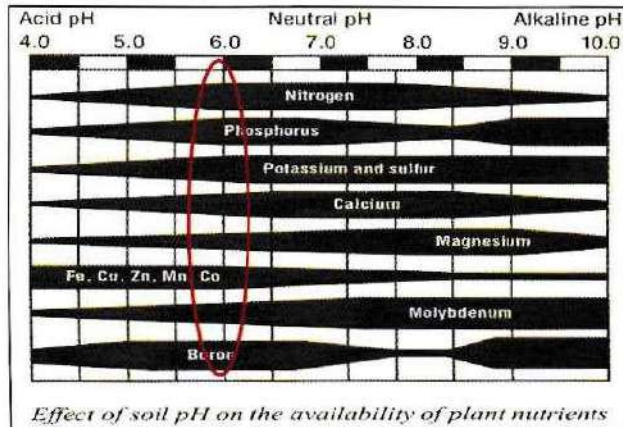 Acid pH Neutral pH Alkaline pH
4.0 5.0 6.0 7.0 8.0 9.0 10.0
Nitrogen
Phosphorus
Potassium and sulfur
Calcium
Magnesium
Fe, Cu, Zn, Mn Co
Molybdenum
Boron
Effect of soil pH on the availability of plant nutrients